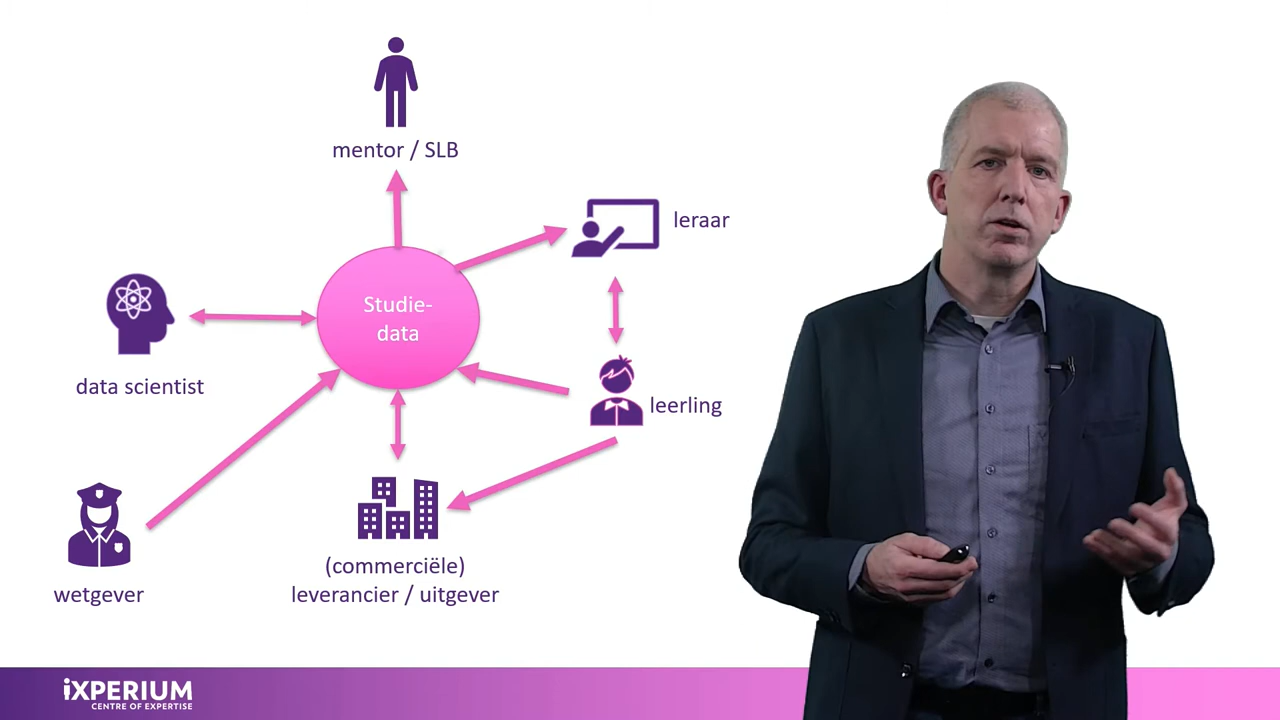 mentor / SLB
leraar
Studie-
data
data scientist
leerling
(commerciële)
leverancier / uitgever
wetgever
iXPERIUM
CENTRE OF EXPERTISE